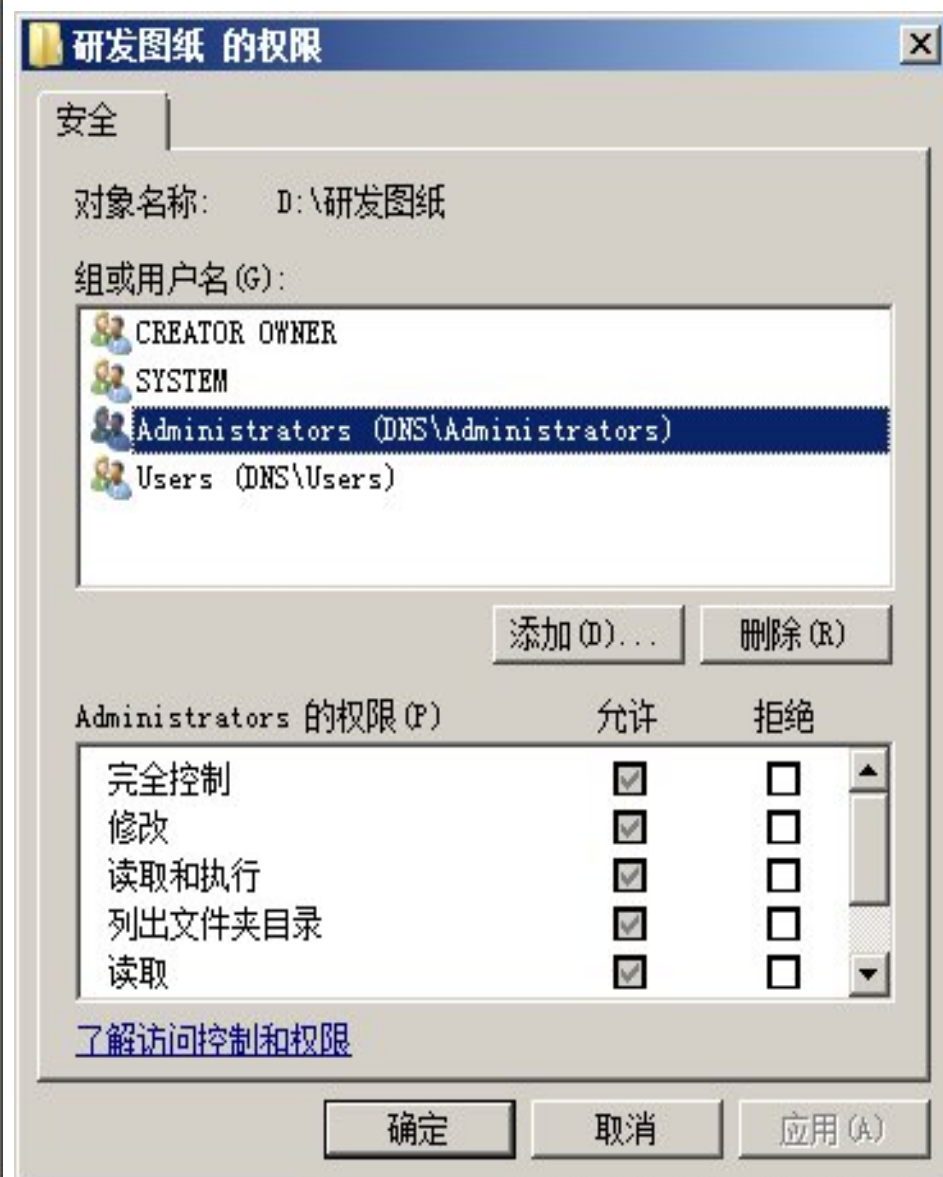 研发图纸 的权限
安全
对象名称: D:\研发图纸
组或用户名(G):
CREATOR OWNER
SYSTEM
Administrators (DNS\Administrators)
Users (DNS\Users)
添加(D)... 删除(R)
Administrators 的权限(P) 允许 拒绝
完全控制
修改
读取和执行
列出文件夹目录
读取
了解访问控制和权限
确定 取消 应用(A)